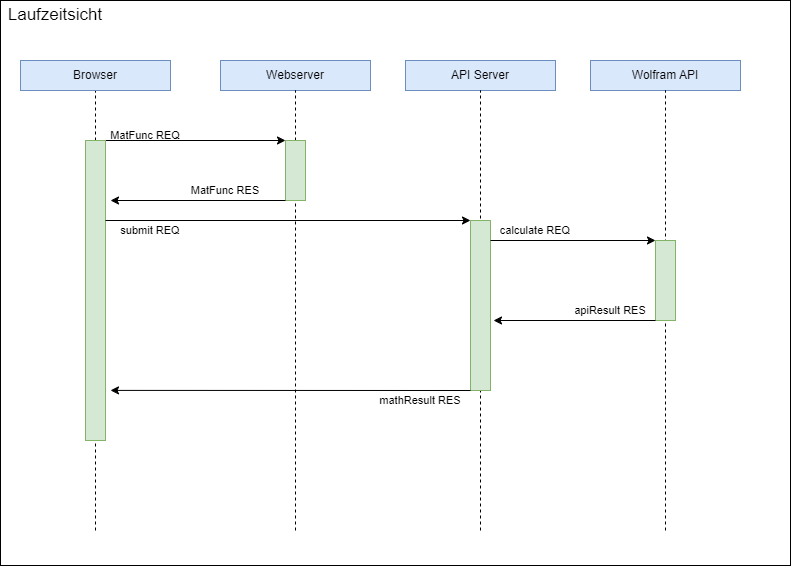 Laufzeitsicht
Browser
Webserver
API Server
Wolfram API
MatFunc REQ
MatFunc RES
submit REQ
calculate REQ
apiResult RES
mathResult RES